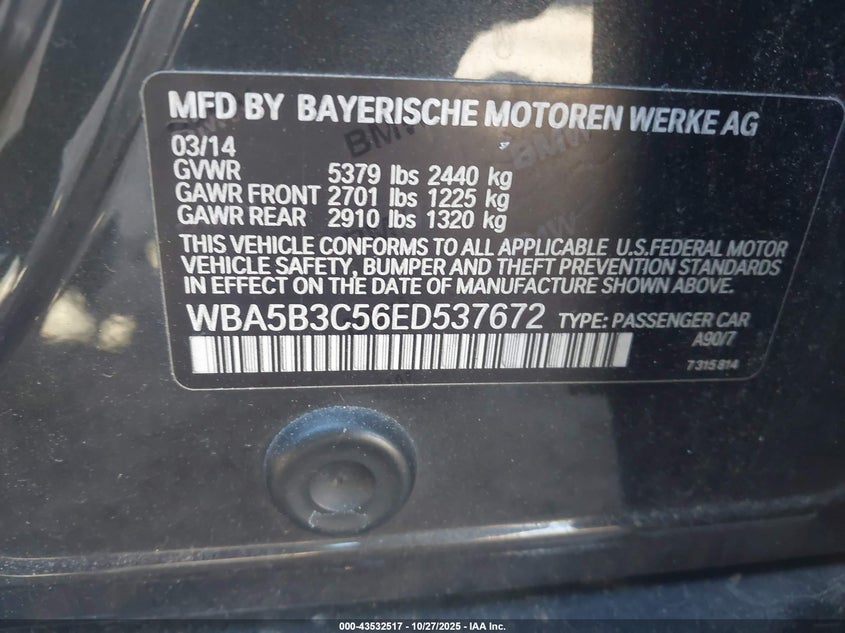 MFD BY BAYERISCHE MOTOREN WERKE AG
03/14
GVWR 5379 lbs 2440 kg
GAWR FRONT 2701 lbs 1225 kg
GAWR REAR 2910 lbs 1320 kg
THIS VEHICLE CONFORMS TO ALL APPLICABLE U.S.FEDERAL MOTOR
VEHICLE SAFETY, BUMPER AND THEFT PREVENTION STANDARDS
IN EFFECT ON THE DATE OF MANUFACTURE SHOWN ABOVE.
WBA5B3C56ED537672 TYPE: PASSENGER CAR
A90/7
7 315 814
000-43532517 - 10/27/2025 - IAA Inc.